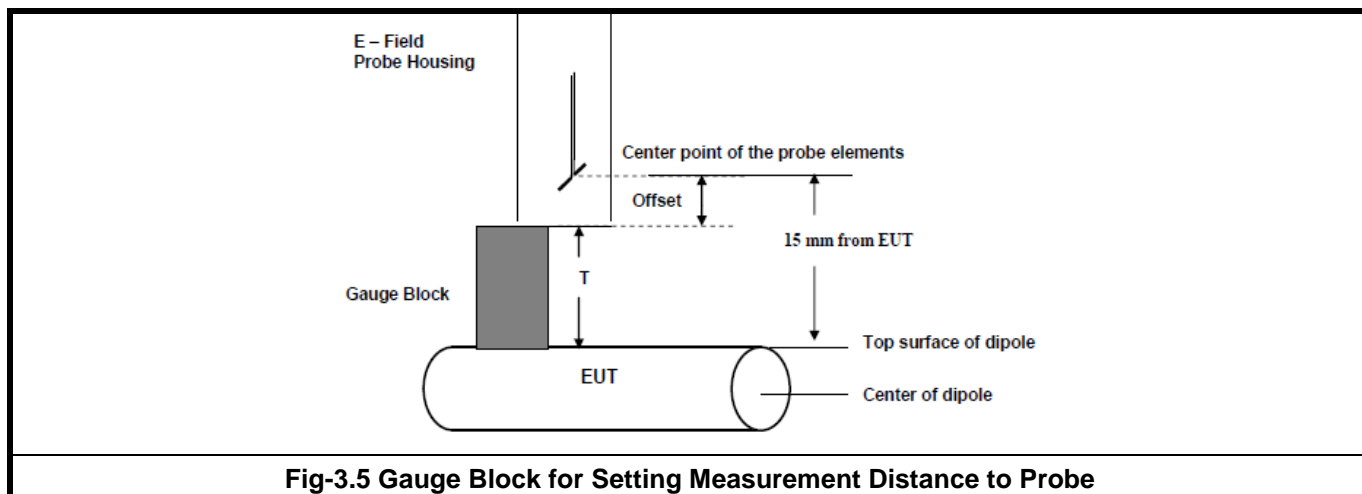 E – Field
Probe Housing
Center point of the probe elements
Offset
15 mm from EUT
T
Gauge Block
Top surface of dipole
EUT
Center of dipole
Fig-3.5 Gauge Block for Setting Measurement Distance to Probe